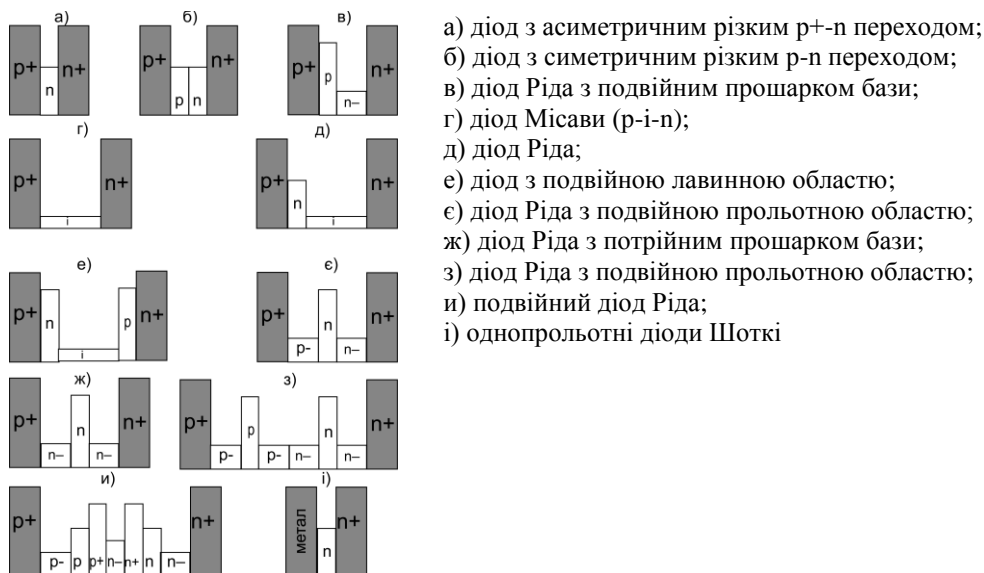 а) б) в)
p+ n n+ p+ p n n+ p+ p n– n+
г) д)
p+ i n+ p+ n i n+
е) є)
p+ n i p n+ p+ p- n n– n+
ж) з)
p+ n– n n– n+ p+ p- p p- n– n n– n+
и) і)
p+ p- p p+ n– n+ n n– n+ метал n n+
а) діод з асиметричним різким p+-n переходом;
б) діод з симетричним різким p-n переходом;
в) діод Ріда з подвійним прошарком бази;
г) діод Місави (p-i-n);
д) діод Ріда;
е) діод з подвійною лавинною областю;
є) діод Ріда з подвійною прольотною областю;
ж) діод Ріда з потрійним прошарком бази;
з) діод Ріда з подвійною прольотною областю;
и) подвійний діод Ріда;
і) однопрольотні діоди Шоткі